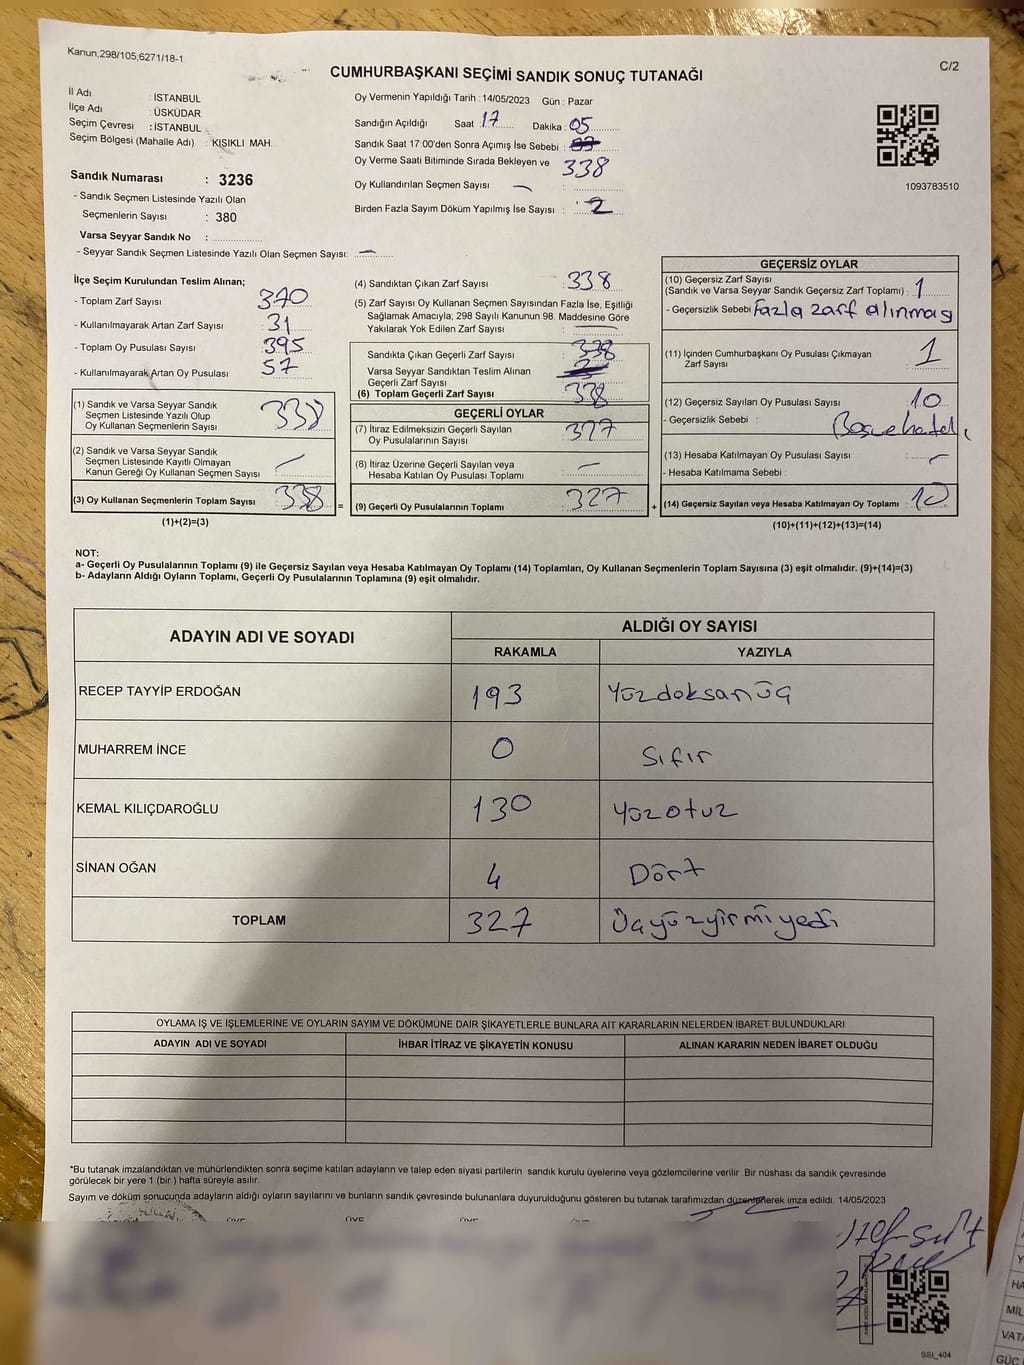 Kanun,298/105,6271/18-1
C/2
CUMHURBAŞKANI SEÇİMİ SANDIK SONUÇ TUTANAĞI
İl Adı : İSTANBUL
İlçe Adı : ÜSKÜDAR
Seçim Çevresi : İSTANBUL
Seçim Bölgesi (Mahalle Adı) : KISIKLI MAH.
Sandık Numarası : 3236
- Sandık Seçmen Listesinde Yazılı Olan
Seçmenlerin Sayısı : 380
Varsa Seyyar Sandık No :
- Seyyar Sandık Seçmen Listesinde Yazılı Olan Seçmen Sayısı: —
Oy Vermenin Yapıldığı Tarih : 14/05/2023 Gün : Pazar
Sandığın Açıldığı Saat : 17 Dakika : 05
Sandık Saat 17:00'den Sonra Açımış İse Sebebi :
Oy Verme Saati Bitiminde Sırada Bekleyen ve 338
Oy Kullandırılan Seçmen Sayısı — :
Birden Fazla Sayım Döküm Yapılmış İse Sayısı : 2
1093783510
İlçe Seçim Kurulundan Teslim Alınan;
- Toplam Zarf Sayısı : 370
- Kullanılmayarak Artan Zarf Sayısı : 31
- Toplam Oy Pusulası Sayısı : 395
- Kullanılmayarak Artan Oy Pusulası : 57
(1) Sandık ve Varsa Seyyar Sandık
Seçmen Listesinde Yazılı Olup
Oy Kullanan Seçmenlerin Sayısı : 338
(2) Sandık ve Varsa Seyyar Sandık
Seçmen Listesinde Kayıtlı Olmayan
Kanun Gereği Oy Kullanan Seçmen Sayısı : —
(3) Oy Kullanan Seçmenlerin Toplam Sayısı : 338
(1)+(2)=(3)
=
(4) Sandıktan Çıkan Zarf Sayısı : 338
(5) Zarf Sayısı Oy Kullanan Seçmen Sayısından Fazla İse, Eşitliği
Sağlamak Amacıyla, 298 Sayılı Kanunun 98. Maddesine Göre
Yakılarak Yok Edilen Zarf Sayısı : —
Sandıkta Çıkan Geçerli Zarf Sayısı : 338
Varsa Seyyar Sandıktan Teslim Alınan
Geçerli Zarf Sayısı
(6) Toplam Geçerli Zarf Sayısı : 338
GEÇERLİ OYLAR
(7) İtiraz Edilmeksizin Geçerli Sayılan
Oy Pusulalarının Sayısı : 327
(8) İtiraz Üzerine Geçerli Sayılan veya
Hesaba Katılan Oy Pusulası Toplamı : —
(9) Geçerli Oy Pusulalarının Toplamı : 327
+
GEÇERSİZ OYLAR
(10) Geçersiz Zarf Sayısı
(Sandık ve Varsa Seyyar Sandık Geçersiz Zarf Toplamı) : 1
- Geçersizlik Sebebi : Fazla zarf alınması
(11) İçinden Cumhurbaşkanı Oy Pusulası Çıkmayan
Zarf Sayısı : 1
(12) Geçersiz Sayılan Oy Pusulası Sayısı : 10
- Geçersizlik Sebebi :
(13) Hesaba Katılmayan Oy Pusulası Sayısı : —
- Hesaba Katılmama Sebebi :
(14) Geçersiz Sayılan veya Hesaba Katılmayan Oy Toplamı : 10
(10)+(11)+(12)+(13)=(14)
NOT:
a- Geçerli Oy Pusulalarının Toplamı (9) ile Geçersiz Sayılan veya Hesaba Katılmayan Oy Toplamı (14) Toplamları, Oy Kullanan Seçmenlerin Toplam Sayısına (3) eşit olmalıdır. (9)+(14)=(3)
b- Adayların Aldığı Oyların Toplamı, Geçerli Oy Pusulalarının Toplamına (9) eşit olmalıdır.
ADAYIN ADI VE SOYADI
ALDIĞI OY SAYISI
RAKAMLA YAZIYLA
RECEP TAYYİP ERDOĞAN 193 Yüzdoksanüç
MUHARREM İNCE 0 Sıfır
KEMAL KILIÇDAROĞLU 130 Yüzotuz
SİNAN OĞAN 4 Dört
TOPLAM 327 Üçyüzyirmiyedi
OYLAMA İŞ VE İŞLEMLERİNE VE OYLARIN SAYIM VE DÖKÜMÜNE DAİR ŞİKAYETLERLE BUNLARA AİT KARARLARIN NELERDEN İBARET BULUNDUKLARI
ADAYIN ADI VE SOYADI İHBAR İTİRAZ VE ŞİKAYETİN KONUSU ALINAN KARARIN NEDEN İBARET OLDUĞU
*Bu tutanak imzalandıktan ve mühürlendikten sonra seçime katılan adayların ve talep eden siyasi partilerin sandık kurulu üyelerine veya gözlemcilerine verilir. Bir nüshası da sandık çevresinde
görülecek bir yere 1 (bir) hafta süreyle asılır.
Sayım ve döküm sonucunda adayların aldığı oyların sayılarını ve bunların sandık çevresinde bulunanlara duyurulduğunu gösteren bu tutanak tarafımızdan düzenlenerek imza edildi. 14/05/2023
ÜYE ÜYE ÜYE ÜYE
SSI_404